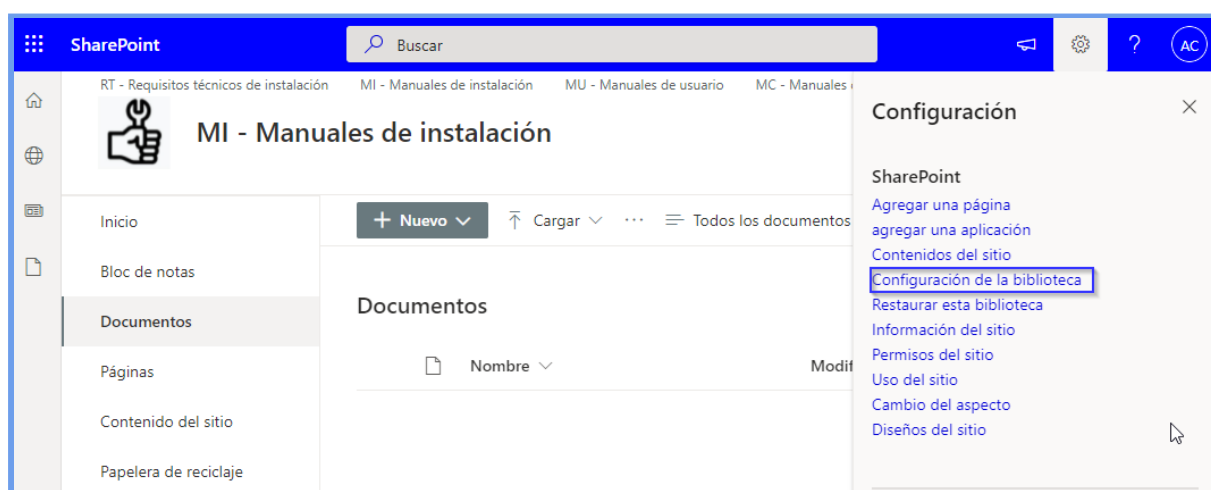 SharePoint
Buscar
AC
RT - Requisitos técnicos de instalación MI - Manuales de instalación MU - Manuales de usuario MC - Manuales
MI - Manuales de instalación
Inicio
Bloc de notas
Documentos
Páginas
Contenido del sitio
Papelera de reciclaje
Nuevo Cargar ··· Todos los documentos
Documentos
Nombre Modif
Configuración
SharePoint
Agregar una página
agregar una aplicación
Contenidos del sitio
Configuración de la biblioteca
Restaurar esta biblioteca
Información del sitio
Permisos del sitio
Uso del sitio
Cambio del aspecto
Diseños del sitio